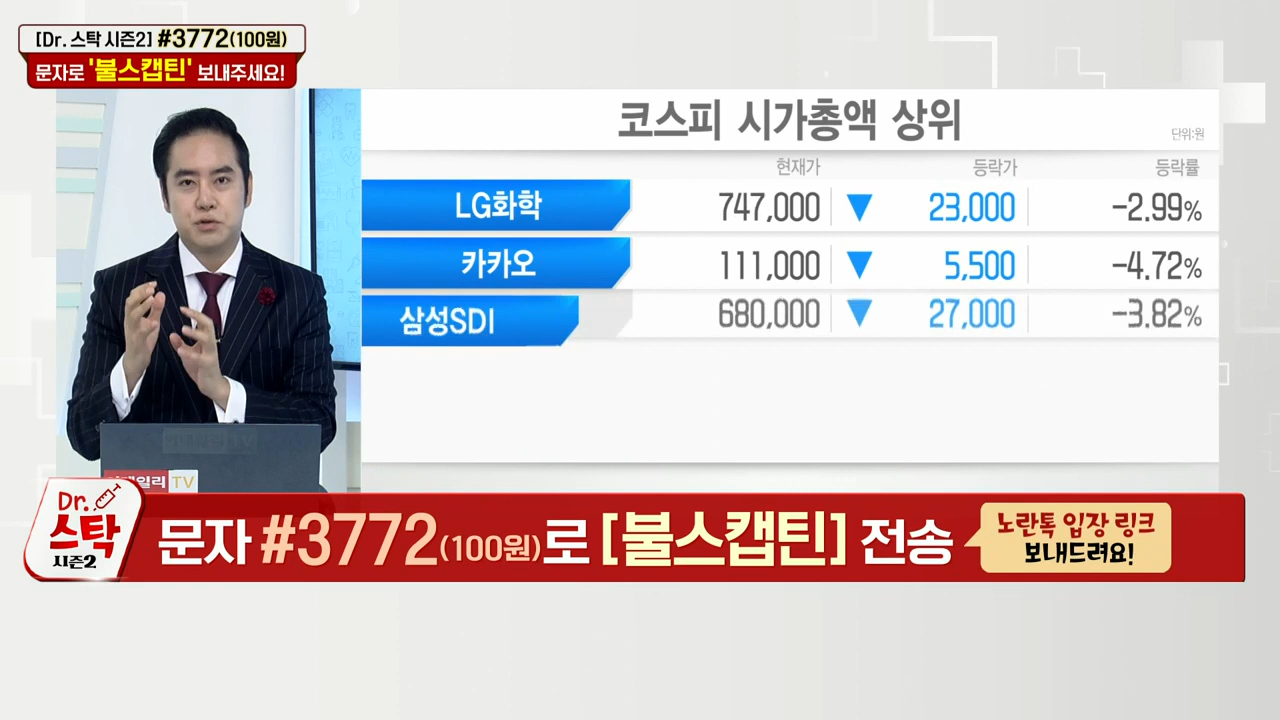 [Dr. 스탁 시즌2] #3772(100원)
문자로 '불스캡틴' 보내주세요!
코스피 시가총액 상위
단위:원
현재가 등락가 등락률
LG화학 747,000 ▼ 23,000 -2.99%
카카오 111,000 ▼ 5,500 -4.72%
삼성SDI 680,000 ▼ 27,000 -3.82%
이데일리 TV
Dr.
스탁
시즌2
문자 #3772(100원)로 [불스캡틴] 전송
노란톡 입장 링크
보내드려요!